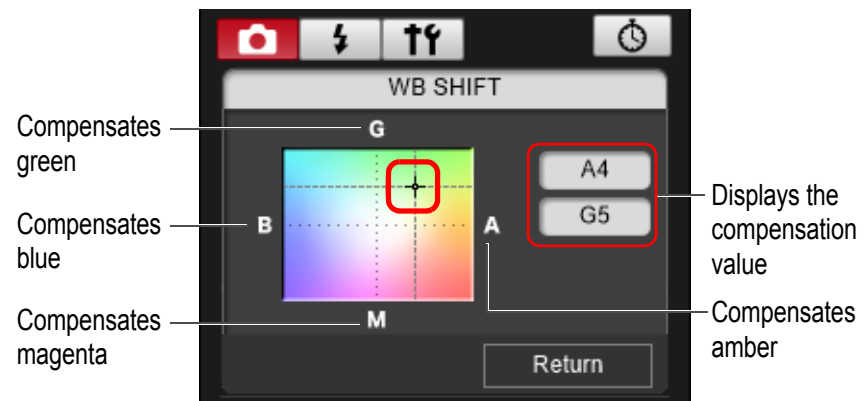 WB SHIFT
Compensates
green
G
A4
G5
Displays the
compensation
value
Compensates
blue
B
A
Compensates
magenta
M
Compensates
amber
Return